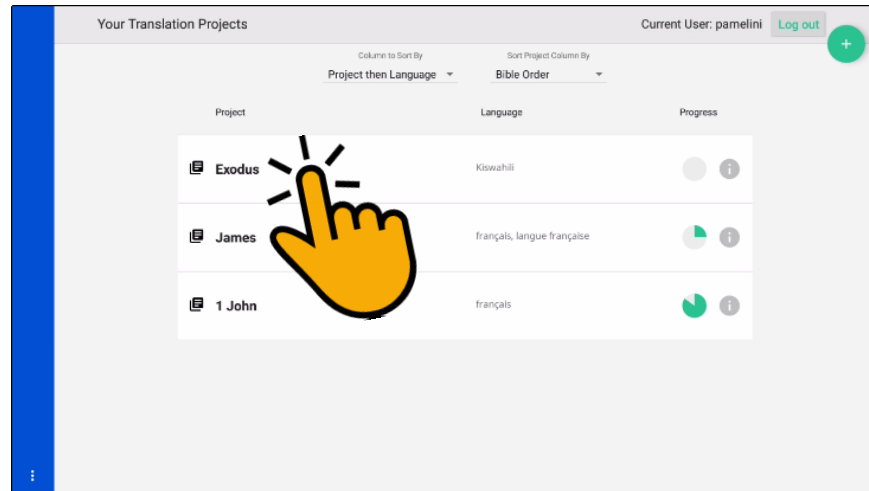 Your Translation Projects Current User: pamelini Log out
Column to Sort By Sort Project Column By
Project then Language Bible Order
Project Language Progress
Exodus Kiswahili
James français, langue française
1 John français